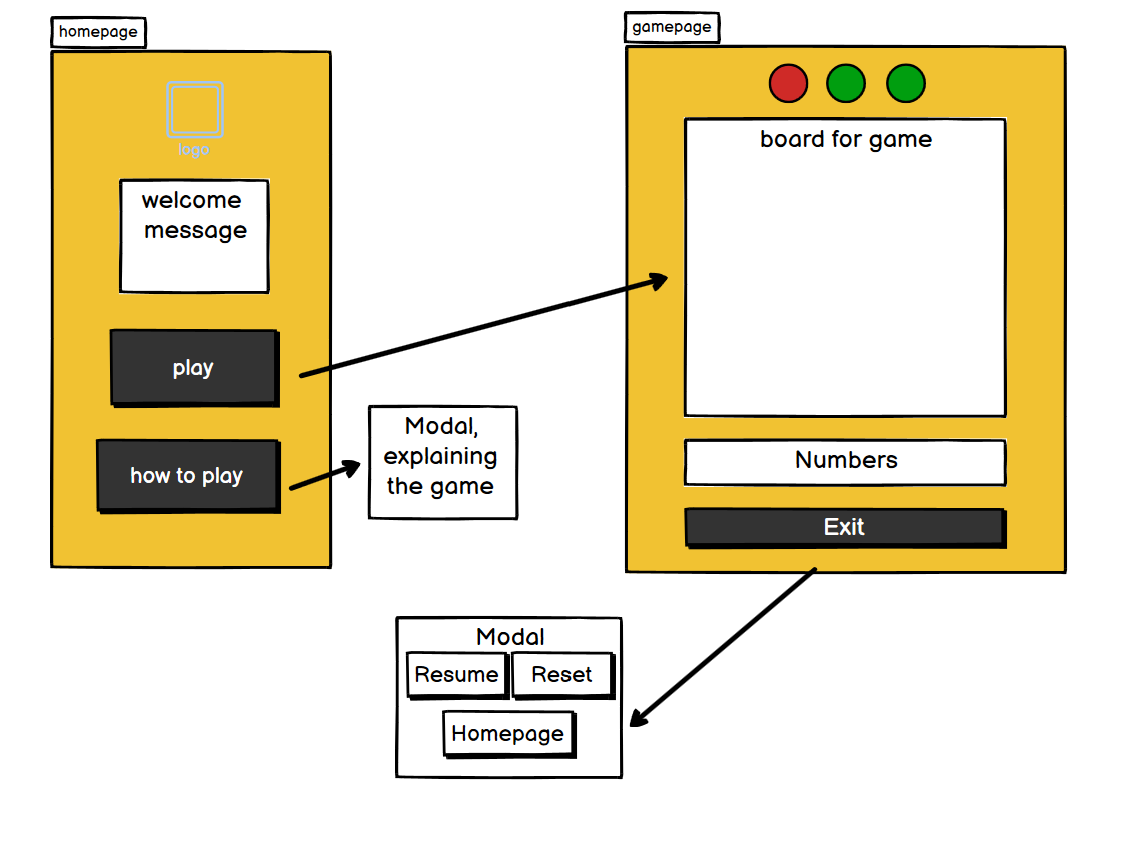 homepage
logo
welcome
message
play
how to play
Modal,
explaining
the game
gamepage
board for game
Numbers
Exit
Modal
Resume
Reset
Homepage